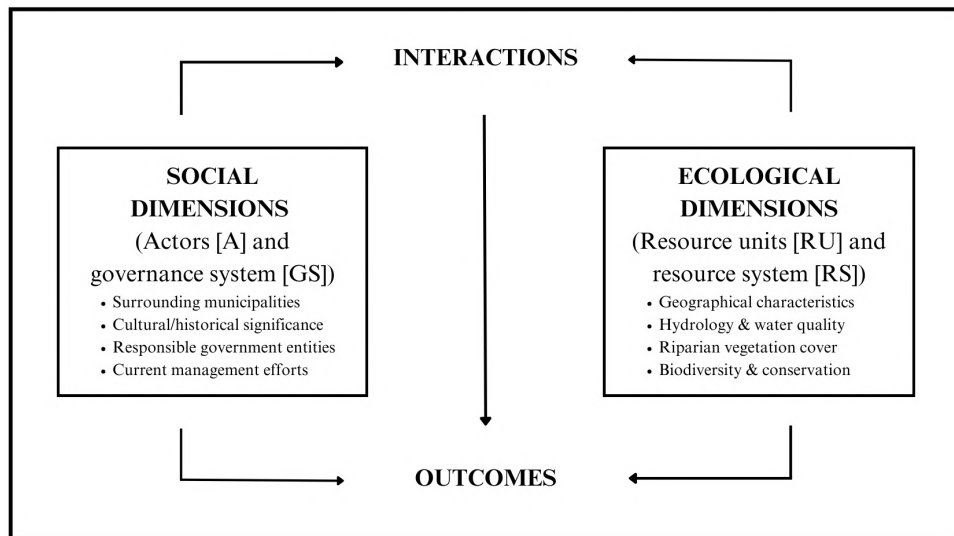 INTERACTIONS
SOCIAL
DIMENSIONS
(Actors [A] and
governance system [GS])
• Surrounding municipalities
• Cultural/historical significance
• Responsible government entities
• Current management efforts
ECOLOGICAL
DIMENSIONS
(Resource units [RU] and
resource system [RS])
• Geographical characteristics
• Hydrology & water quality
• Riparian vegetation cover
• Biodiversity & conservation
OUTCOMES